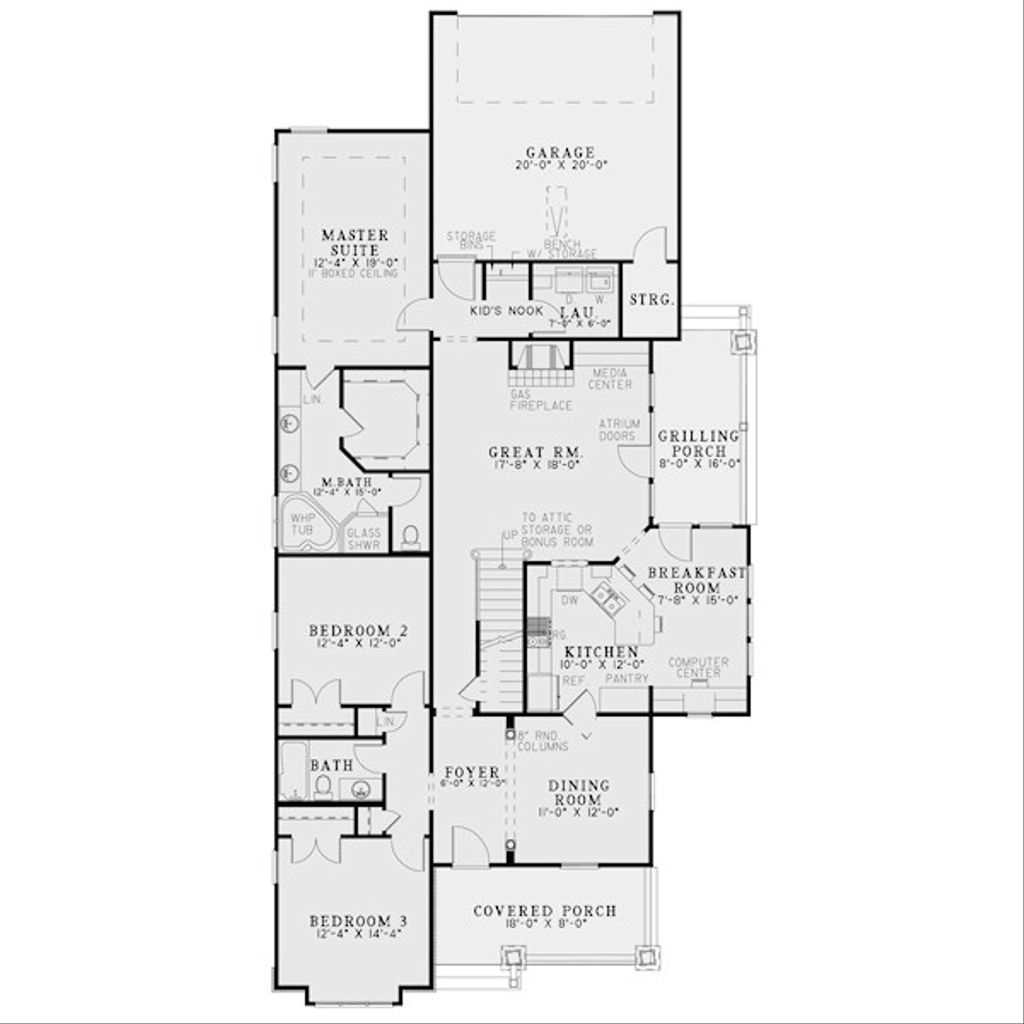 GARAGE
20'-0" X 20'-0"
MASTER
SUITE
12'-4" X 19'-0"
11' BOXED CEILING
STORAGE
BINS
BENCH
W/ STORAGE
KID'S NOOK
D.
W.
LAU.
7'-0" X 6'-0"
STRG.
MEDIA
CENTER
GAS
FIREPLACE
LIN.
ATRIUM
DOORS
GREAT RM.
17'-8" X 18'-0"
GRILLING
PORCH
8'-0" X 16'-0"
M.BATH
12'-4" X 15'-0"
WHP
TUB
GLASS
SHWR
UP
TO ATTIC
STORAGE OR
BONUS ROOM
BREAKFAST
ROOM
7'-8" X 15'-0"
DW
RG.
KITCHEN
10'-0" X 12'-0"
REF.
PANTRY
COMPUTER
CENTER
BEDROOM 2
12'-4" X 12'-0"
LIN.
8" RND.
COLUMNS
BATH
FOYER
6'-0" X 12'-0"
DINING
ROOM
11'-0" X 12'-0"
BEDROOM 3
12'-4" X 14'-4"
COVERED PORCH
18'-0" X 8'-0"